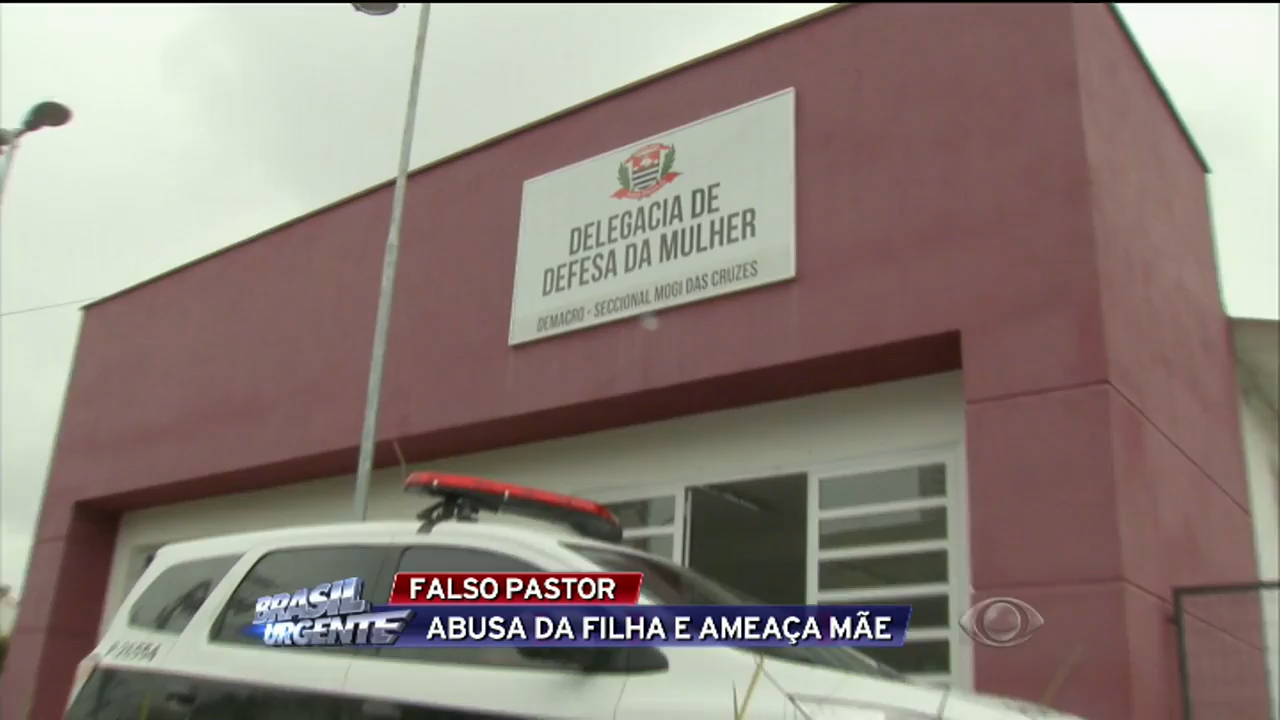 DELEGACIA DE
DEFESA DA MULHER
DEMACRO - SECCIONAL MOGI DAS CRUZES
BRASIL
URGENTE
FALSO PASTOR
ABUSA DA FILHA E AMEAÇA MÃE